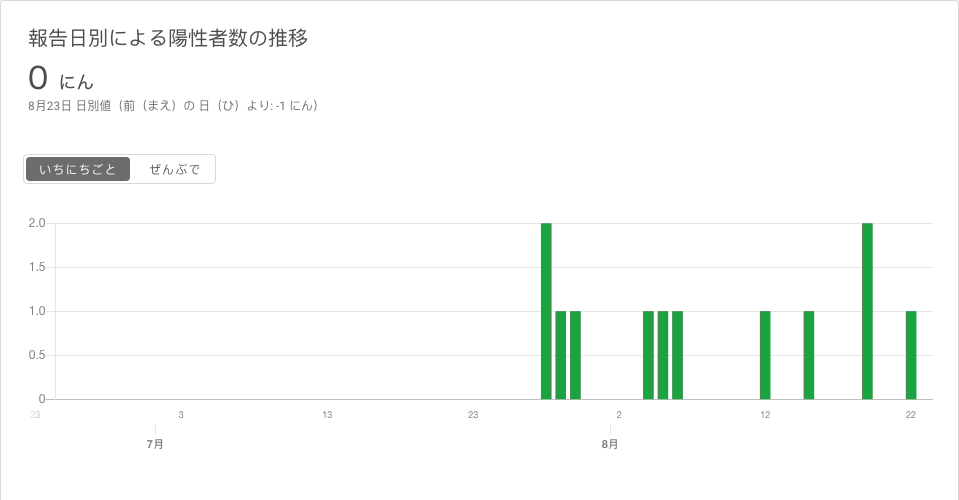 報告日別による陽性者数の推移
0 にん
8月23日 日別値（前（まえ）の 日（ひ）より: -1 にん）
いちにちごと ぜんぶで
2.0
1.5
1.0
0.5
0
23 3 13 23 2 12 22
7月 8月